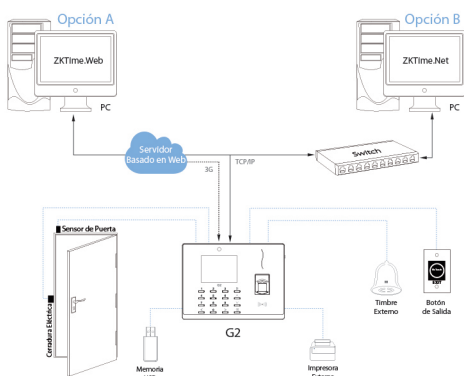 Opción A
Opción B
ZKTime.Web
ZKTime.Net
PC
PC
Servidor
Basado en Web
Switch
3G
TCP/IP
Sensor de Puerta
Cerradura Eléctrica
G2
Timbre
Externo
Botón
de Salida
EXIT
Memoria
Impresora